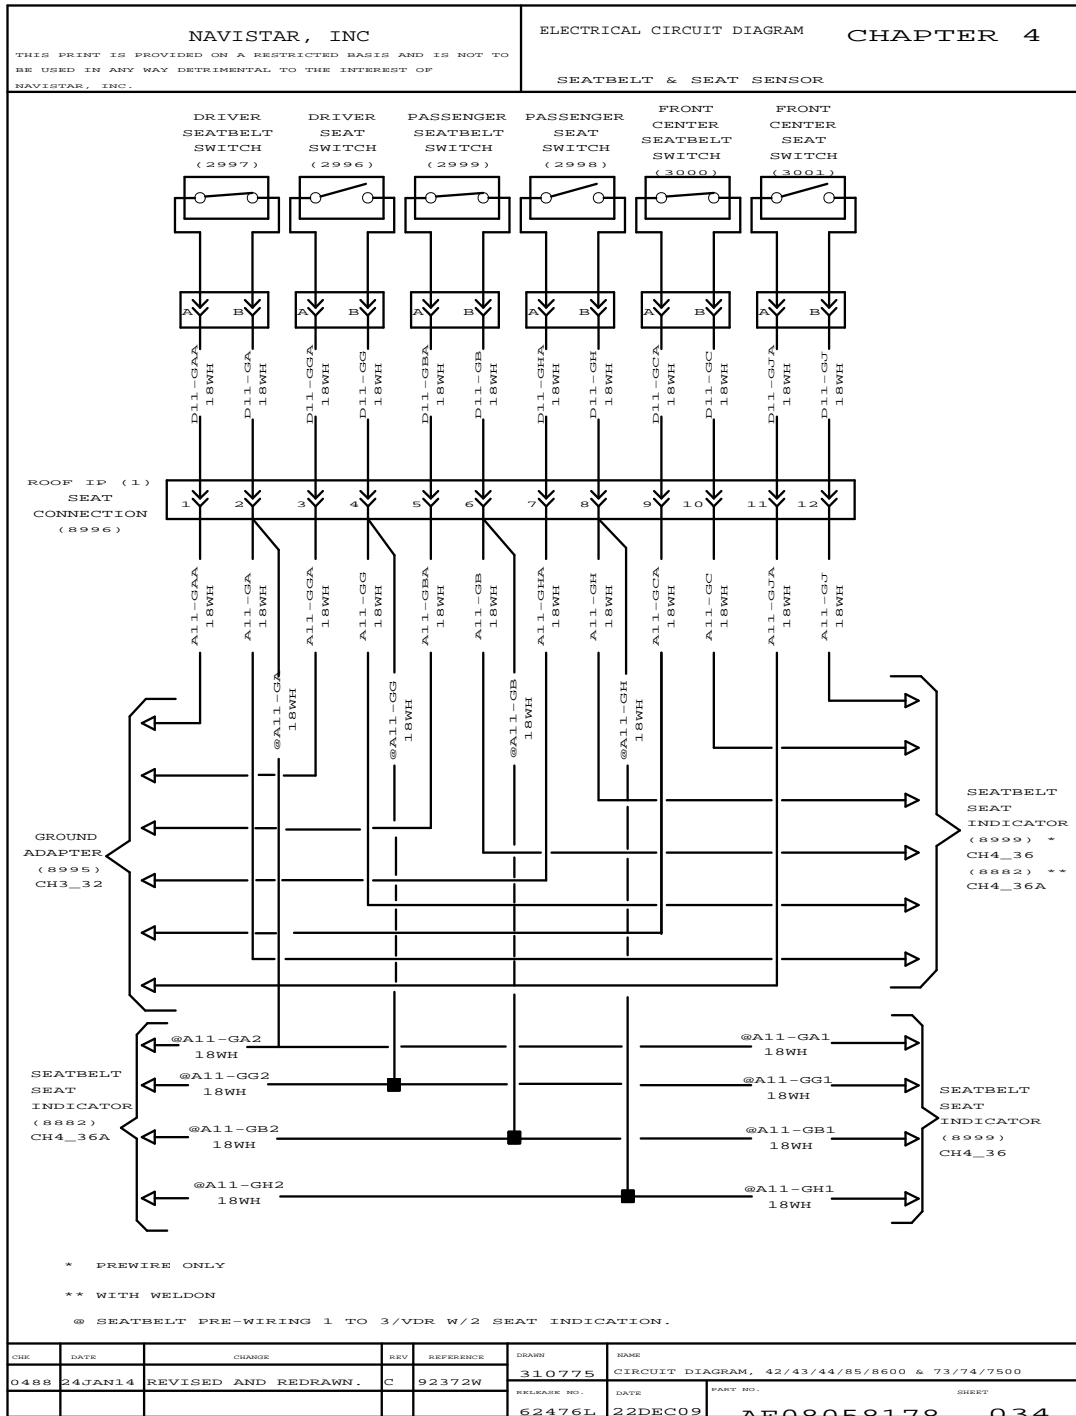 NAVISTAR, INC
THIS PRINT IS PROVIDED ON A RESTRICTED BASIS AND IS NOT TO
BE USED IN ANY WAY DETRIMENTAL TO THE INTEREST OF
NAVISTAR, INC.
ELECTRICAL CIRCUIT DIAGRAM
CHAPTER 4
SEATBELT & SEAT SENSOR
DRIVER
SEATBELT
SWITCH
(2997)
DRIVER
SEAT
SWITCH
(2996)
PASSENGER
SEATBELT
SWITCH
(2999)
PASSENGER
SEAT
SWITCH
(2998)
FRONT
CENTER
SEATBELT
SWITCH
(3000)
FRONT
CENTER
SEAT
SWITCH
(3001)
A B A B A B A B A B A B
D11-GAA
18WH
D11-GA
18WH
D11-GGA
18WH
D11-GG
18WH
D11-GBA
18WH
D11-GB
18WH
D11-GHA
18WH
D11-GH
18WH
D11-GCA
18WH
D11-GC
18WH
D11-GJA
18WH
D11-GJ
18WH
ROOF IP (1)
SEAT
CONNECTION
(8996)
1 2 3 4 5 6 7 8 9 10 11 12
A11-GAA
18WH
A11-GA
18WH
A11-GGA
18WH
A11-GG
18WH
A11-GBA
18WH
A11-GB
18WH
A11-GHA
18WH
A11-GH
18WH
A11-GCA
18WH
A11-GC
18WH
A11-GJA
18WH
A11-GJ
18WH
@A11-GA
18WH
@A11-GG
18WH
@A11-GB
18WH
@A11-GH
18WH
GROUND
ADAPTER
(8995)
CH3_32
SEATBELT
SEAT
INDICATOR
(8999) *
CH4_36
(8882) **
CH4_36A
SEATBELT
SEAT
INDICATOR
(8882)
CH4_36A
@A11-GA2
18WH
@A11-GG2
18WH
@A11-GB2
18WH
@A11-GH2
18WH
@A11-GA1
18WH
@A11-GG1
18WH
@A11-GB1
18WH
@A11-GH1
18WH
SEATBELT
SEAT
INDICATOR
(8999)
CH4_36
* PREWIRE ONLY
** WITH WELDON
@ SEATBELT PRE-WIRING 1 TO 3/VDR W/2 SEAT INDICATION.
CHK DATE CHANGE REV REFERENCE
0488 24JAN14 REVISED AND REDRAWN. C 92372W
DRAWN
310775
NAME
CIRCUIT DIAGRAM, 42/43/44/85/8600 & 73/74/7500
RELEASE NO.
62476L
DATE
22DEC09
PART NO.
AE08058178
SHEET
034